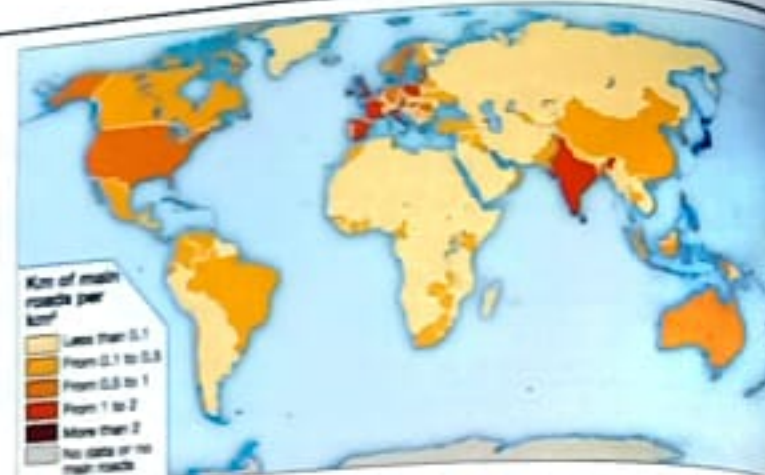 Km of main
roads per
km²
Less than 0.1
From 0.1 to 0.5
From 0.5 to 1
From 1 to 2
More than 2
No data or no
main roads